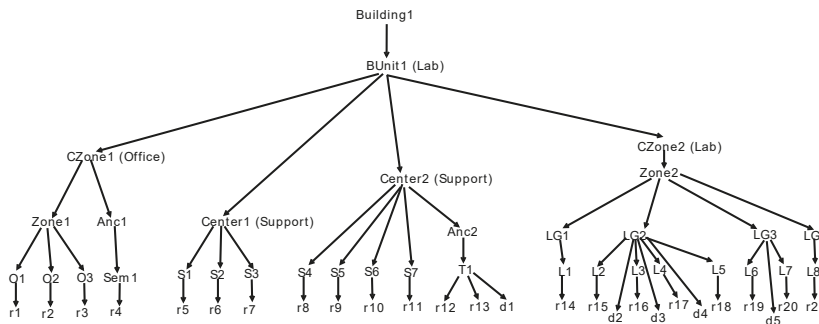 Building1
BUnit1 (Lab)
CZone1 (Office)
CZone2 (Lab)
Zone2
Center2 (Support)
Zone1 Anc1 Center1 (Support)
Anc2 LG1 LG2 LG3 LG
O1 O2 O3 Sem1 S1 S2 S3 S4 S5 S6 S7 T1 L1 L2 L3 L4 L5 L6 L7 L8
r1 r2 r3 r4 r5 r6 r7 r8 r9 r10 r11 r12 r13 d1 r14 r15 r16 r17 r18 r19 r20 r2
d2 d3 d4 d5